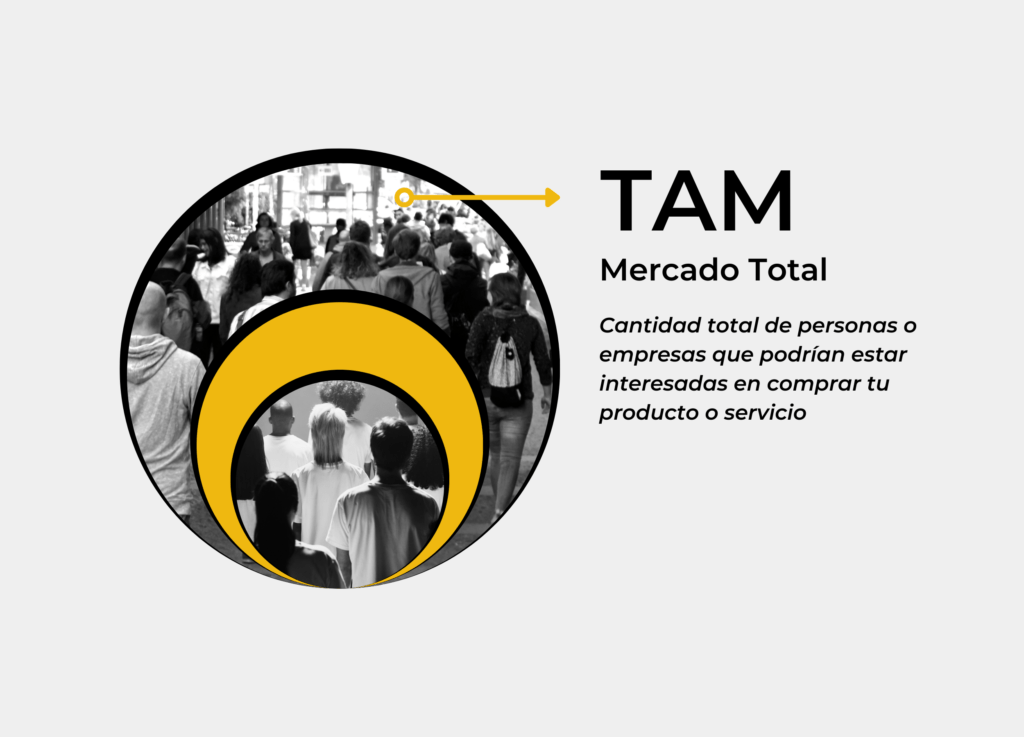 TAM
Mercado Total
Cantidad total de personas o
empresas que podrían estar
interesadas en comprar tu
producto o servicio